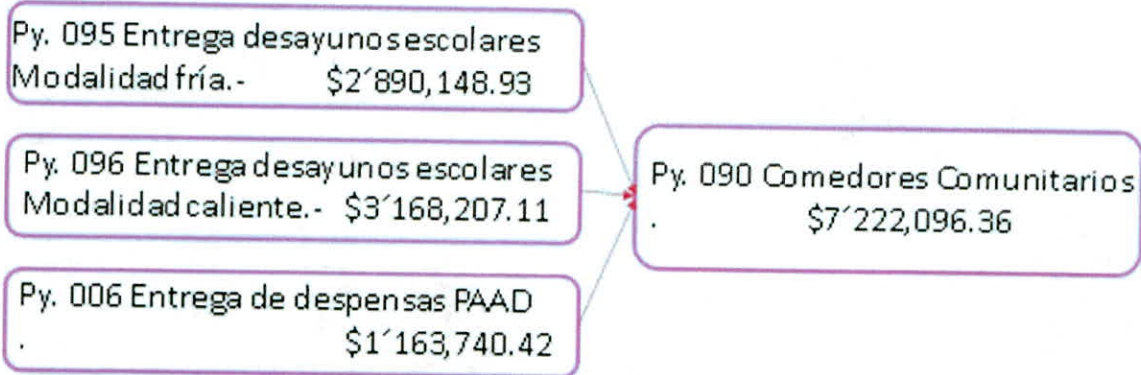 Py. 095 Entrega desayunos escolares
Modalidad fría.- $2´890,148.93
Py. 096 Entrega desayunos escolares
Modalidad caliente.- $3´168,207.11
Py. 006 Entrega de despensas PAAD
. $1´163,740.42
Py. 090 Comedores Comunitarios
. $7´222,096.36